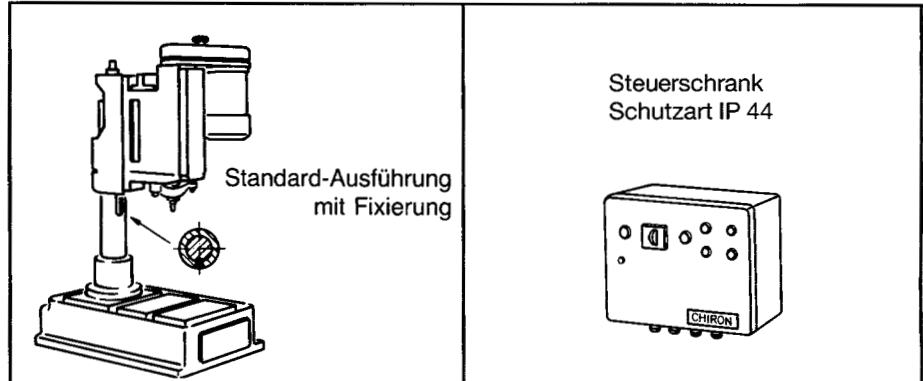 Standard-Ausführung
mit Fixierung
Steuerschrank
Schutzart IP 44
CHIRON